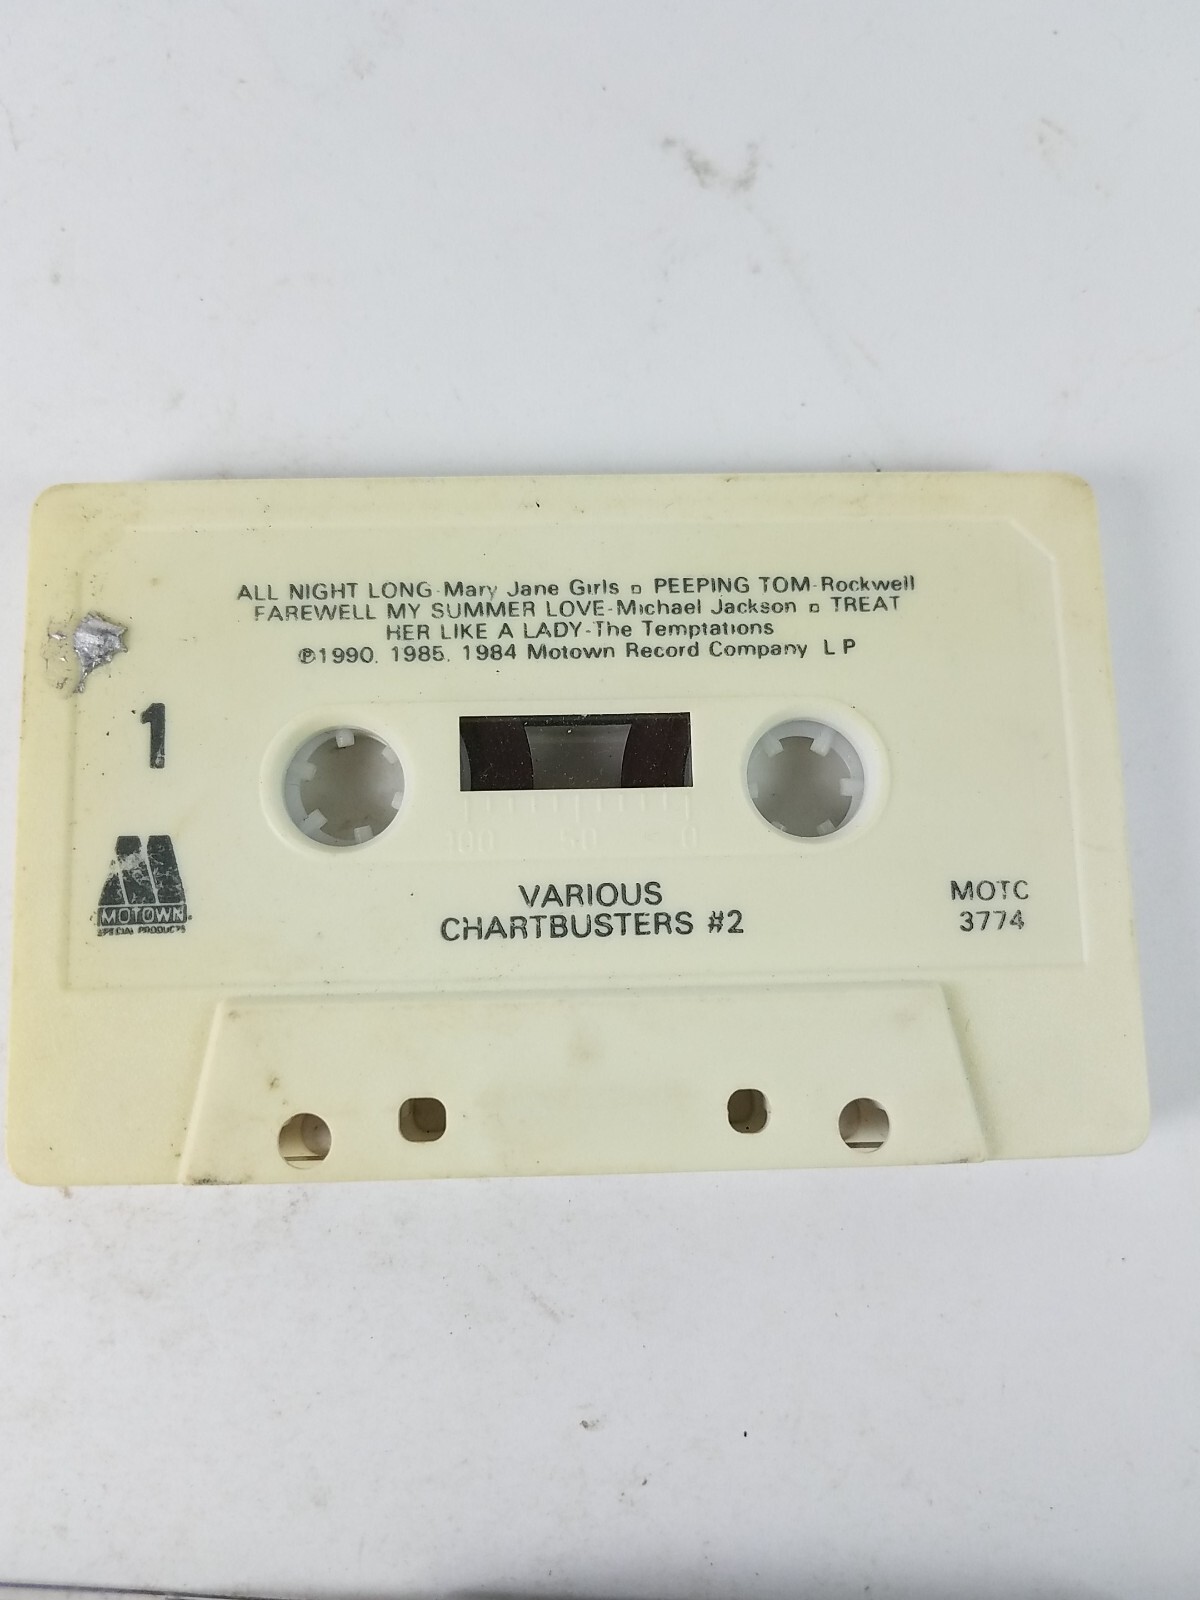 ALL NIGHT LONG-Mary Jane Girls ▫ PEEPING TOM-Rockwell
FAREWELL MY SUMMER LOVE-Michael Jackson ▫ TREAT
HER LIKE A LADY-The Temptations
℗1990, 1985, 1984 Motown Record Company L P
1
100 50 0
MOTOWN
SPECIAL PRODUCTS
VARIOUS
CHARTBUSTERS #2
MOTC
3774